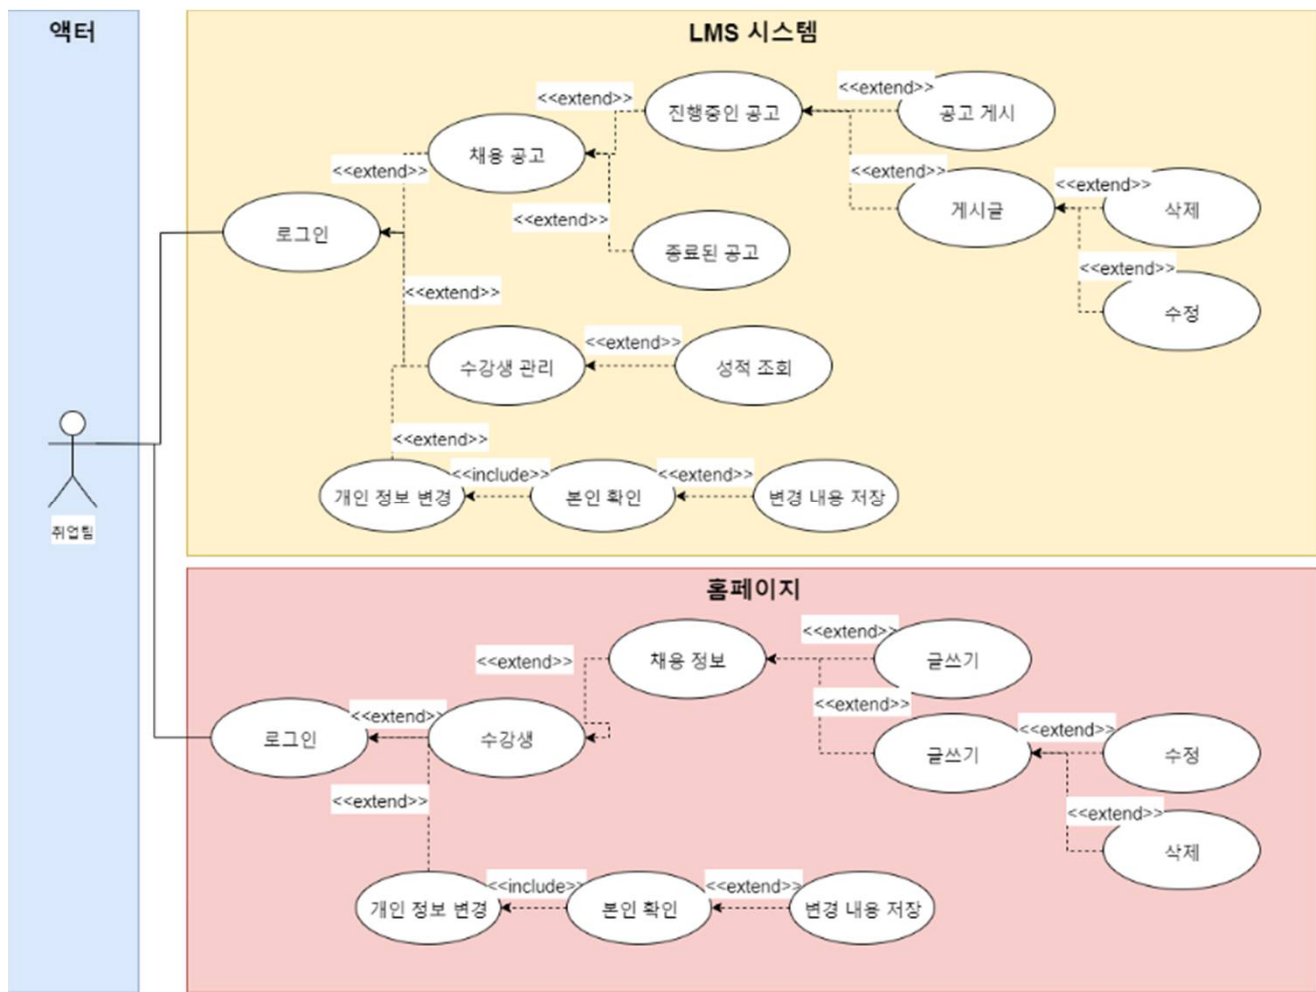 액터
LMS 시스템
<<extend>>
<<extend>>
진행중인 공고
공고 게시
채용 공고
<<extend>>
<<extend>>
<<extend>>
로그인
<<extend>>
게시글
삭제
종료된 공고
<<extend>>
<<extend>>
수정
수강생 관리
<<extend>>
성적 조회
<<extend>>
개인 정보 변경
<<include>>
본인 확인
<<extend>>
변경 내용 저장
취업팀
홈페이지
<<extend>>
채용 정보
<<extend>>
글쓰기
로그인
<<extend>>
수강생
<<extend>>
글쓰기
<<extend>>
수정
<<extend>>
<<extend>>
삭제
개인 정보 변경
<<include>>
본인 확인
<<extend>>
변경 내용 저장